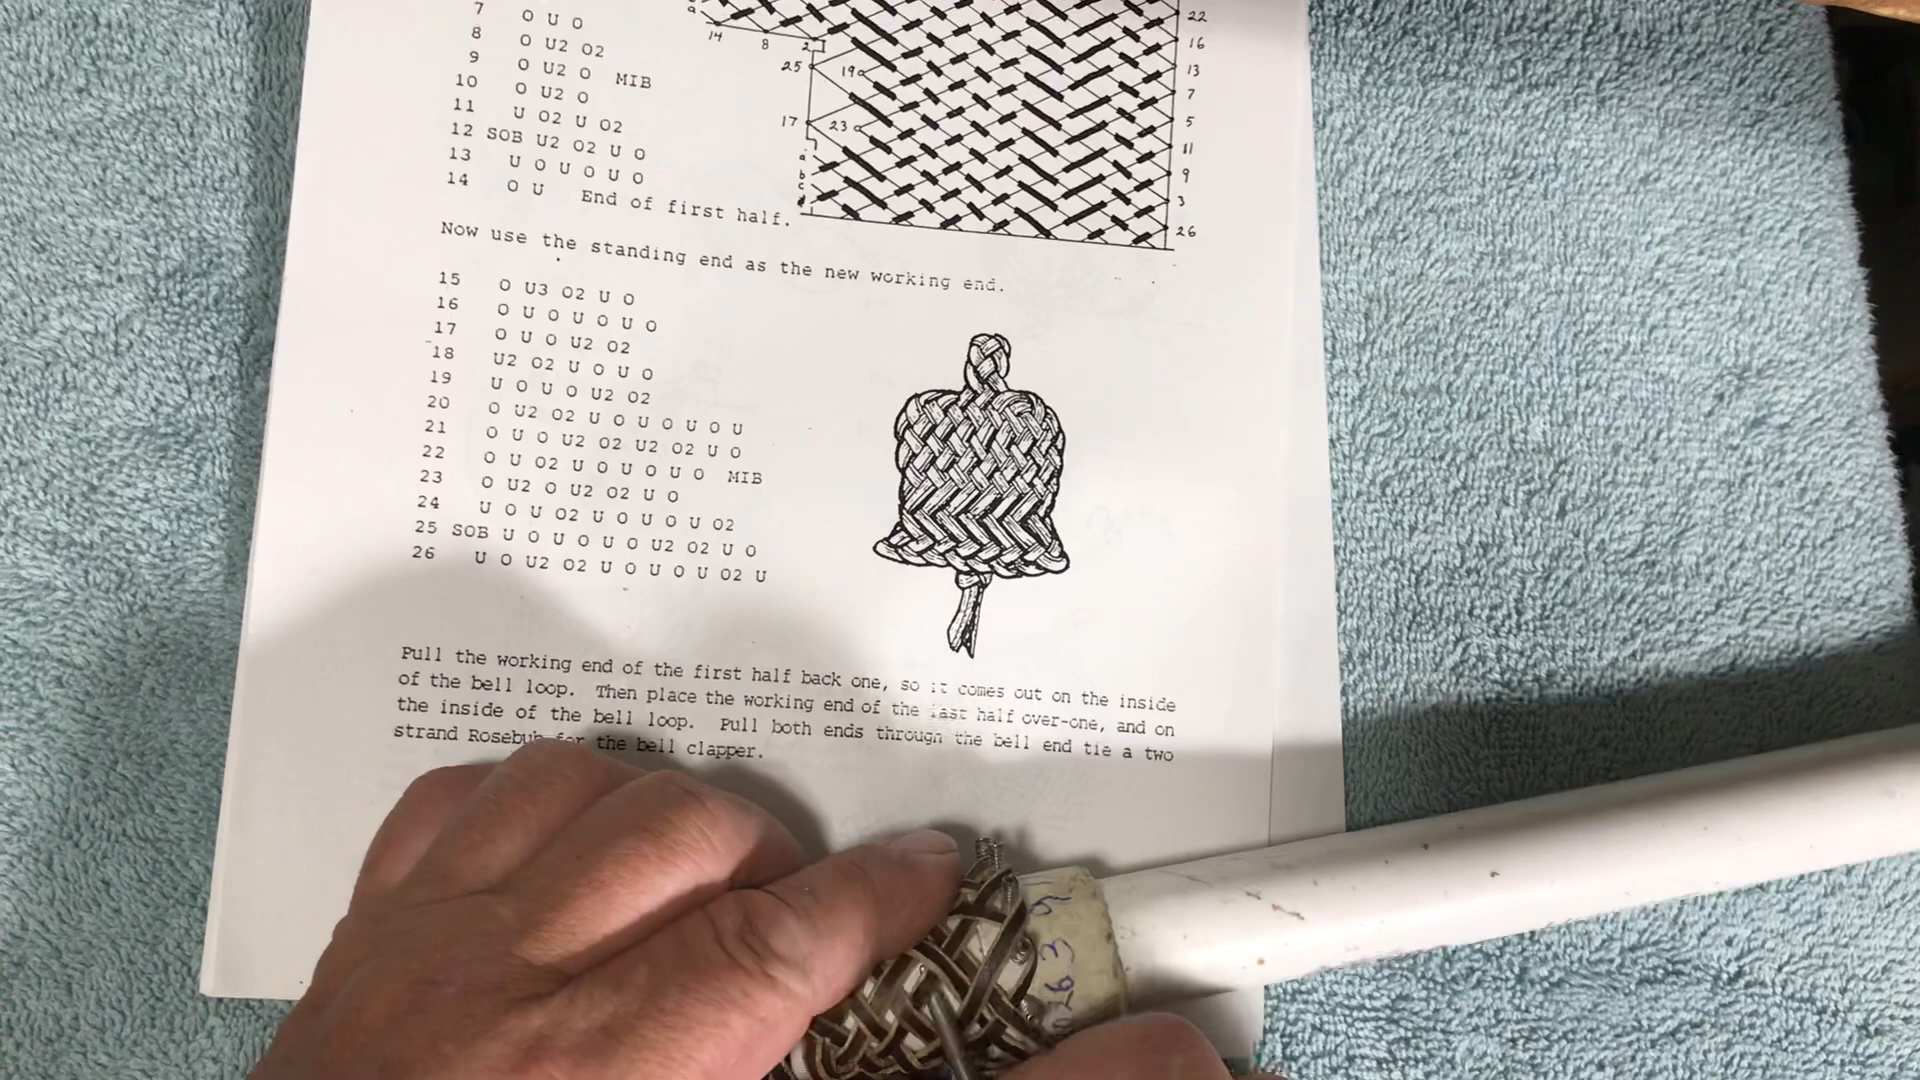 7 O U O
8 O U2 O2
9 O U2 O MIB
10 O U2 O
11 U O2 U O2
12 SOB U2 O2 U O
13 U O U O U O
14 O U End of first half.
Now use the standing end as the new working end.
15 O U3 O2 U O
16 O U O U O U O
17 O U O U2 O2
18 U2 O2 U O U O
19 U O U O U2 O2
20 O U2 O2 U O U O U O U
21 O U O U2 O2 U2 O2 U O
22 O U O2 U O U O U O MIB
23 O U2 O U2 O2 U O
24 U O U O2 U O U O U O2
25 SOB U O U O U O U2 O2 U O
26 U O U2 O2 U O U O U O2 U
Pull the working end of the first half back one, so it comes out on the inside
of the bell loop. Then place the working end of the last half over-one, and on
the inside of the bell loop. Pull both ends through the bell end tie a two
strand Rosebub for the bell clapper.
14 8 2
25 19
17 23
a
b
c
d
22
16
13
7
5
11
9
3
26